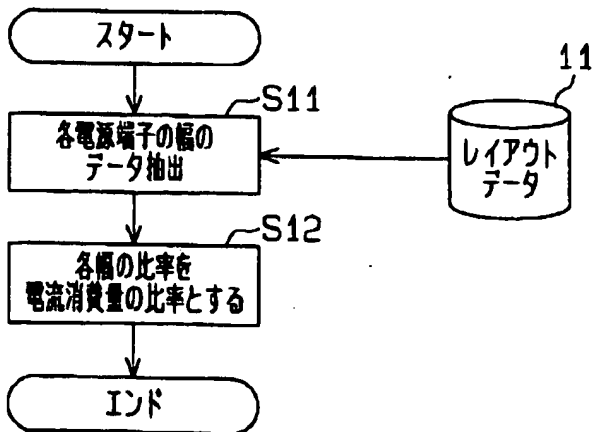 スタート
S11
各電源端子の幅の
データ抽出
11
レイアウト
データ
S12
各幅の比率を
電流消費量の比率とする
エンド